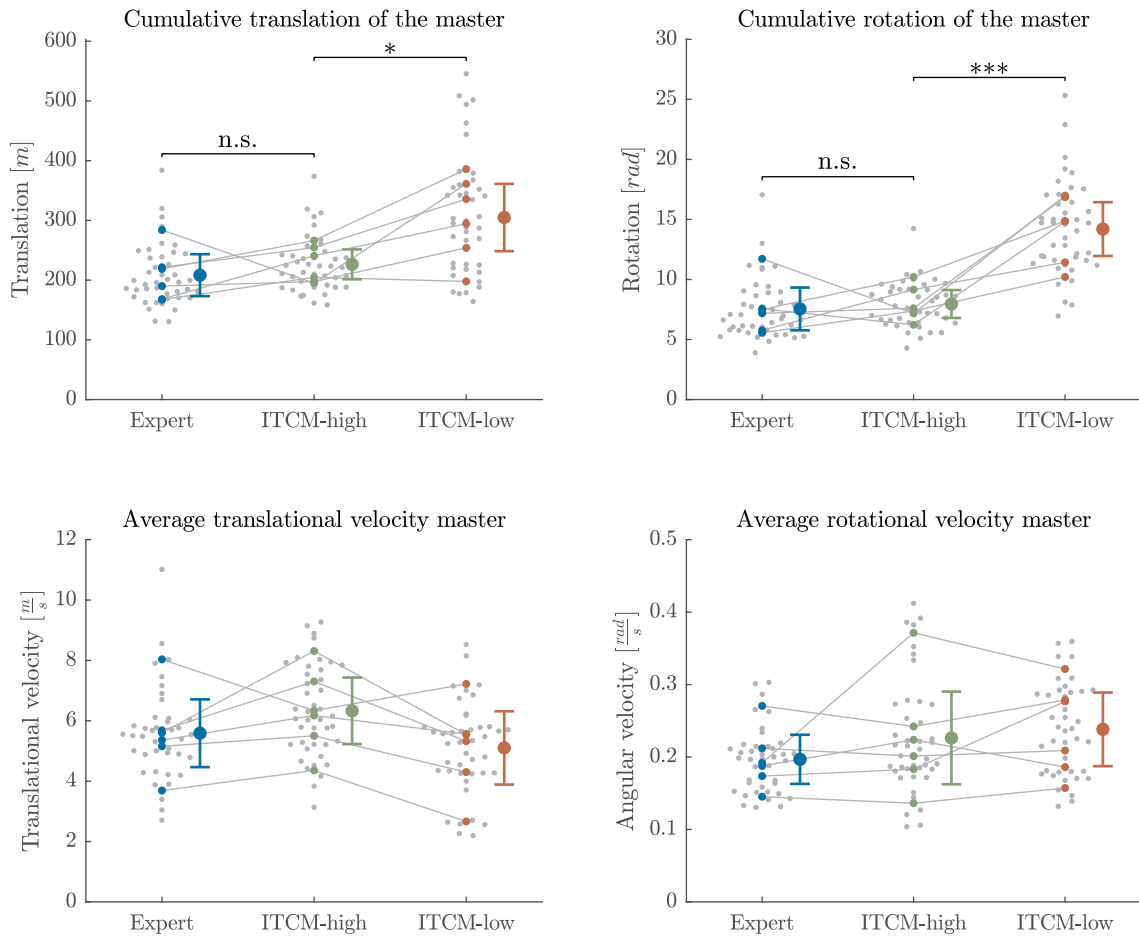 Cumulative translation of the master
Translation [m]
600
500
400
300
200
100
0
n.s.
*
Expert
ITCM-high
ITCM-low
Cumulative rotation of the master
Rotation [rad]
30
25
20
15
10
5
0
n.s.
***
Expert
ITCM-high
ITCM-low
Average translational velocity master
Translational velocity [m/s]
12
10
8
6
4
2
0
Expert
ITCM-high
ITCM-low
Average rotational velocity master
Angular velocity [rad/s]
0.5
0.4
0.3
0.2
0.1
0
Expert
ITCM-high
ITCM-low